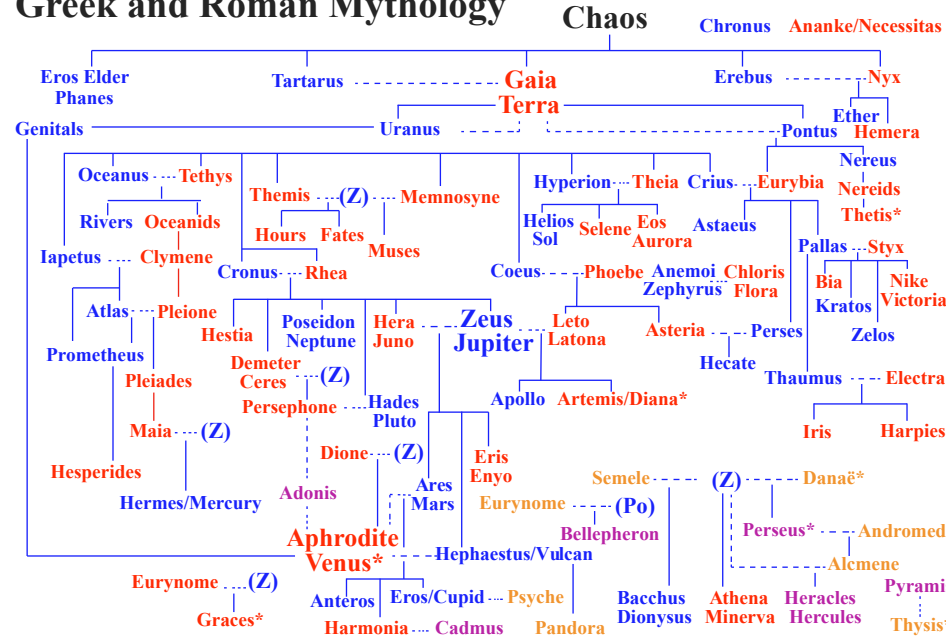 Greek and Roman Mythology
Chaos
Chronus Ananke/Necessitas
Eros Elder
Phanes
Tartarus
Gaia
Terra
Erebus
Nyx
Ether
Hemera
Genitals
Uranus
Pontus
Nereus
Nereids
Thetis*
Oceanus
Tethys
Themis
(Z)
Memnosyne
Hyperion
Theia
Crius
Eurybia
Rivers
Oceanids
Hours
Fates
Muses
Helios
Sol
Selene
Eos
Aurora
Astaeus
Iapetus
Clymene
Cronus
Rhea
Coeus
Phoebe
Anemoi
Zephyrus
Chloris
Flora
Pallas
Styx
Bia
Kratos
Nike
Victoria
Zelos
Atlas
Pleione
Hestia
Poseidon
Neptune
Hera
Juno
Zeus
Jupiter
Leto
Latona
Asteria
Perses
Hecate
Prometheus
Pleiades
Demeter
Ceres
(Z)
Persephone
Hades
Pluto
Apollo
Artemis/Diana*
Thaumus
Electra
Iris
Harpies
Maia
(Z)
Hesperides
Hermes/Mercury
Dione
(Z)
Eris
Enyo
Adonis
Ares
Mars
Eurynome
(Po)
Bellepheron
Semele
(Z)
Danaë*
Perseus*
Andromed
Alcmene
Aphrodite
Venus*
Hephaestus/Vulcan
Eurynome
(Z)
Graces*
Anteros
Eros/Cupid
Psyche
Harmonia
Cadmus
Pandora
Bacchus
Dionysus
Athena
Minerva
Heracles
Hercules
Pyrami
Thysis